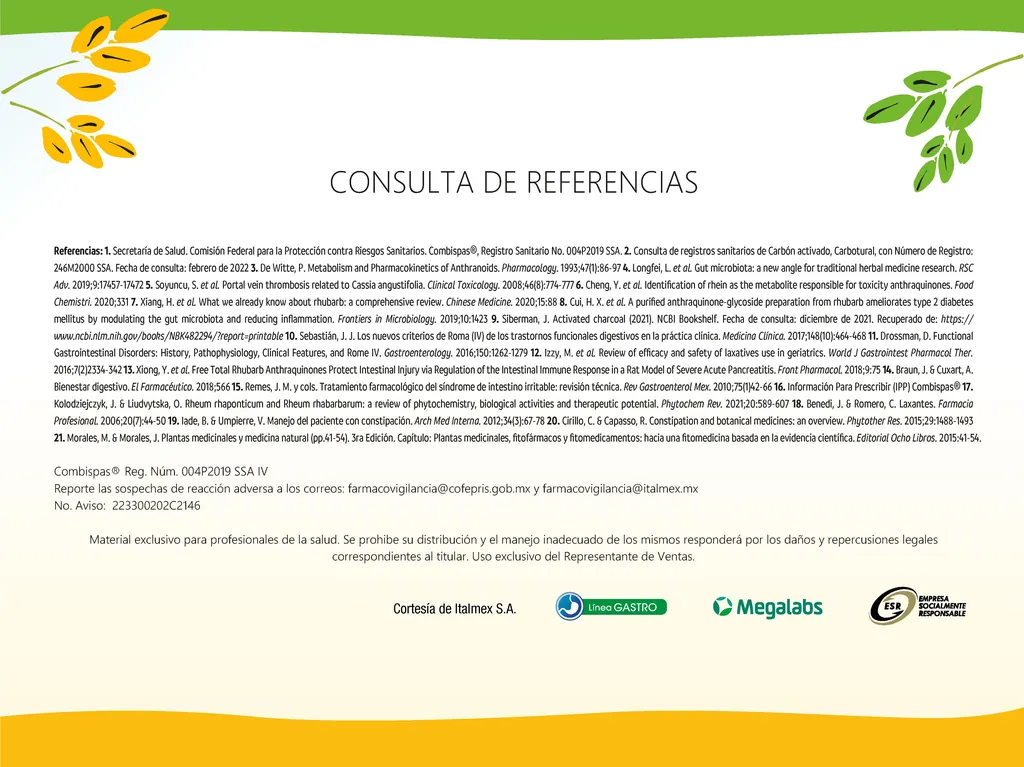 CONSULTA DE REFERENCIAS
Referencias: 1. Secretaría de Salud. Comisión Federal para la Protección contra Riesgos Sanitarios. Combispas®, Registro Sanitario No. 004P2019 SSA. 2. Consulta de registros sanitarios de Carbón activado, Carbotural, con Número de Registro:
246M2000 SSA. Fecha de consulta: febrero de 2022 3. De Witte, P. Metabolism and Pharmacokinetics of Anthranoids. Pharmacology. 1993;47(1):86-97 4. Longfei, L. et al. Gut microbiota: a new angle for traditional herbal medicine research. RSC
Adv. 2019;9:17457-17472 5. Soyuncu, S. et al. Portal vein thrombosis related to Cassia angustifolia. Clinical Toxicology. 2008;46(8):774-777 6. Cheng, Y. et al. Identification of rhein as the metabolite responsible for toxicity anthraquinones. Food
Chemistri. 2020;331 7. Xiang, H. et al. What we already know about rhubarb: a comprehensive review. Chinese Medicine. 2020;15:88 8. Cui, H. X. et al. A purified anthraquinone-glycoside preparation from rhubarb ameliorates type 2 diabetes
mellitus by modulating the gut microbiota and reducing inflammation. Frontiers in Microbiology. 2019;10:1423 9. Siberman, J. Activated charcoal (2021). NCBI Bookshelf. Fecha de consulta: diciembre de 2021. Recuperado de: https://
www.ncbi.nlm.nih.gov/books/NBK482294/?report=printable 10. Sebastián, J. J. Los nuevos criterios de Roma (IV) de los trastornos funcionales digestivos en la práctica clínica. Medicina Clínica. 2017;148(10):464-468 11. Drossman, D. Functional
Gastrointestinal Disorders: History, Pathophysiology, Clinical Features, and Rome IV. Gastroenterology. 2016;150:1262-1279 12. Izzy, M. et al. Review of efficacy and safety of laxatives use in geriatrics. World J Gastrointest Pharmacol Ther.
2016;7(2)2334-342 13. Xiong, Y. et al. Free Total Rhubarb Anthraquinones Protect Intestinal Injury via Regulation of the Intestinal Immune Response in a Rat Model of Severe Acute Pancreatitis. Front Pharmacol. 2018;9:75 14. Braun, J. & Cuxart, A.
Bienestar digestivo. El Farmacéutico. 2018;566 15. Remes, J. M. y cols. Tratamiento farmacológico del síndrome de intestino irritable: revisión técnica. Rev Gastroenterol Mex. 2010;75(1)42-66 16. Información Para Prescribir (IPP) Combispas® 17.
Kolodziejczyk, J. & Liudvytska, O. Rheum rhaponticum and Rheum rhabarbarum: a review of phytochemistry, biological activities and therapeutic potential. Phytochem Rev. 2021;20:589-607 18. Benedi, J. & Romero, C. Laxantes. Farmacia
Profesional. 2006;20(7):44-50 19. Iade, B. & Umpierre, V. Manejo del paciente con constipación. Arch Med Interna. 2012;34(3):67-78 20. Cirillo, C. & Capasso, R. Constipation and botanical medicines: an overview. Phytother Res. 2015;29:1488-1493
21. Morales, M. & Morales, J. Plantas medicinales y medicina natural (pp.41-54). 3ra Edición. Capítulo: Plantas medicinales, fitofármacos y fitomedicamentos: hacia una fitomedicina basada en la evidencia científica. Editorial Ocho Libros. 2015:41-54.
Combispas® Reg. Núm. 004P2019 SSA IV
Reporte las sospechas de reacción adversa a los correos: farmacovigilancia@cofepris.gob.mx y farmacovigilancia@italmex.mx
No. Aviso: 223300202C2146
Material exclusivo para profesionales de la salud. Se prohibe su distribución y el manejo inadecuado de los mismos responderá por los daños y repercusiones legales
correspondientes al titular. Uso exclusivo del Representante de Ventas.
Cortesía de Italmex S.A.
Línea GASTRO
Megalabs
ESR EMPRESA
SOCIALMENTE
RESPONSABLE